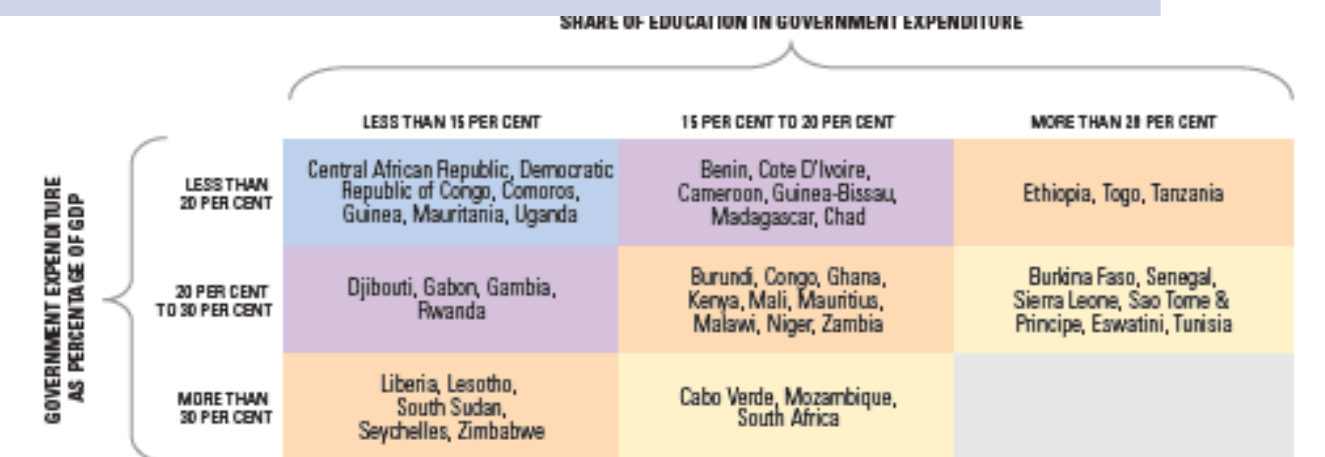 SHARE OF EDUCATION IN GOVERNMENT EXPENDITURE
LESS THAN 15 PER CENT
15 PER CENT TO 20 PER CENT
MORE THAN 20 PER CENT
GOVERNMENT EXPENDITURE
AS PERCENTAGE OF GDP
LESS THAN
20 PER CENT
Central African Republic, Democratic
Republic of Congo, Comoros,
Guinea, Mauritania, Uganda
Benin, Cote D'Ivoire,
Cameroon, Guinea-Bissau,
Madagascar, Chad
Ethiopia, Togo, Tanzania
20 PER CENT
TO 30 PER CENT
Djibouti, Gabon, Gambia,
Rwanda
Burundi, Congo, Ghana,
Kenya, Mali, Mauritius,
Malawi, Niger, Zambia
Burkina Faso, Senegal,
Sierra Leone, Sao Tome &
Principe, Eswatini, Tunisia
MORE THAN
30 PER CENT
Liberia, Lesotho,
South Sudan,
Seychelles, Zimbabwe
Cabo Verde, Mozambique,
South Africa